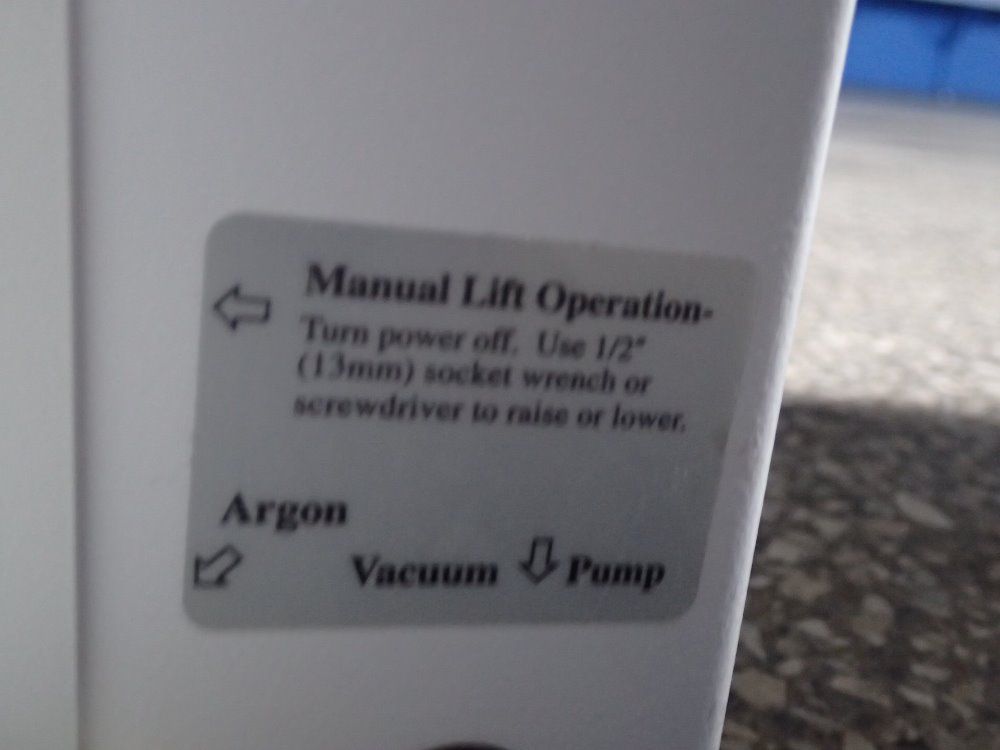 Manual Lift Operation-
Turn power off. Use 1/2"
(13mm) socket wrench or
screwdriver to raise or lower.
Argon
Vacuum Pump